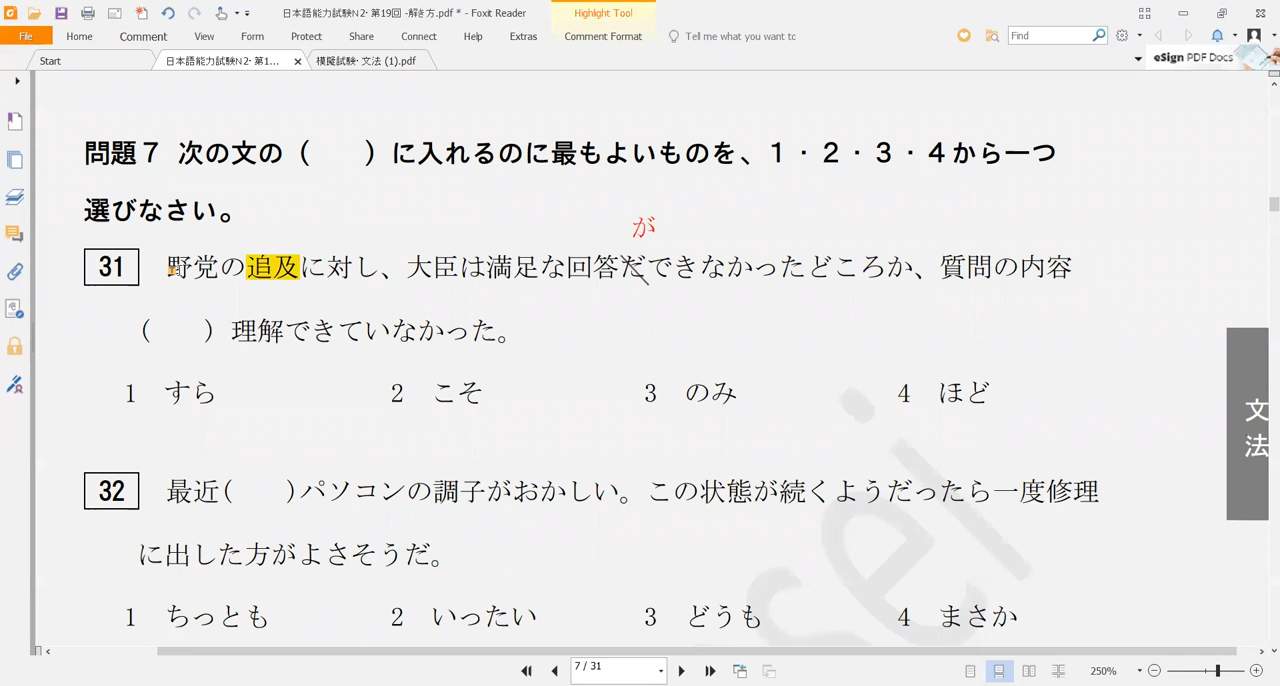 日本語能力試験N2· 第19回 -解き方.pdf * - Foxit Reader
Highlight Tool
File Home Comment View Form Protect Share Connect Help Extras Comment Format Tell me what you want to Find
Start 日本語能力試験N2· 第1... 模擬試験· 文法 (1).pdf eSign PDF Docs
問題７ 次の文の（　　）に入れるのに最もよいものを、１・２・３・４から一つ
選びなさい。
が
31 野党の追及に対し、大臣は満足な回答だできなかったどころか、質問の内容
（　　）理解できていなかった。
1 すら 2 こそ 3 のみ 4 ほど
32 最近(　　)パソコンの調子がおかしい。この状態が続くようだったら一度修理
に出した方がよさそうだ。
1 ちっとも 2 いったい 3 どうも 4 まさか
文法
sei
7 / 31 250%